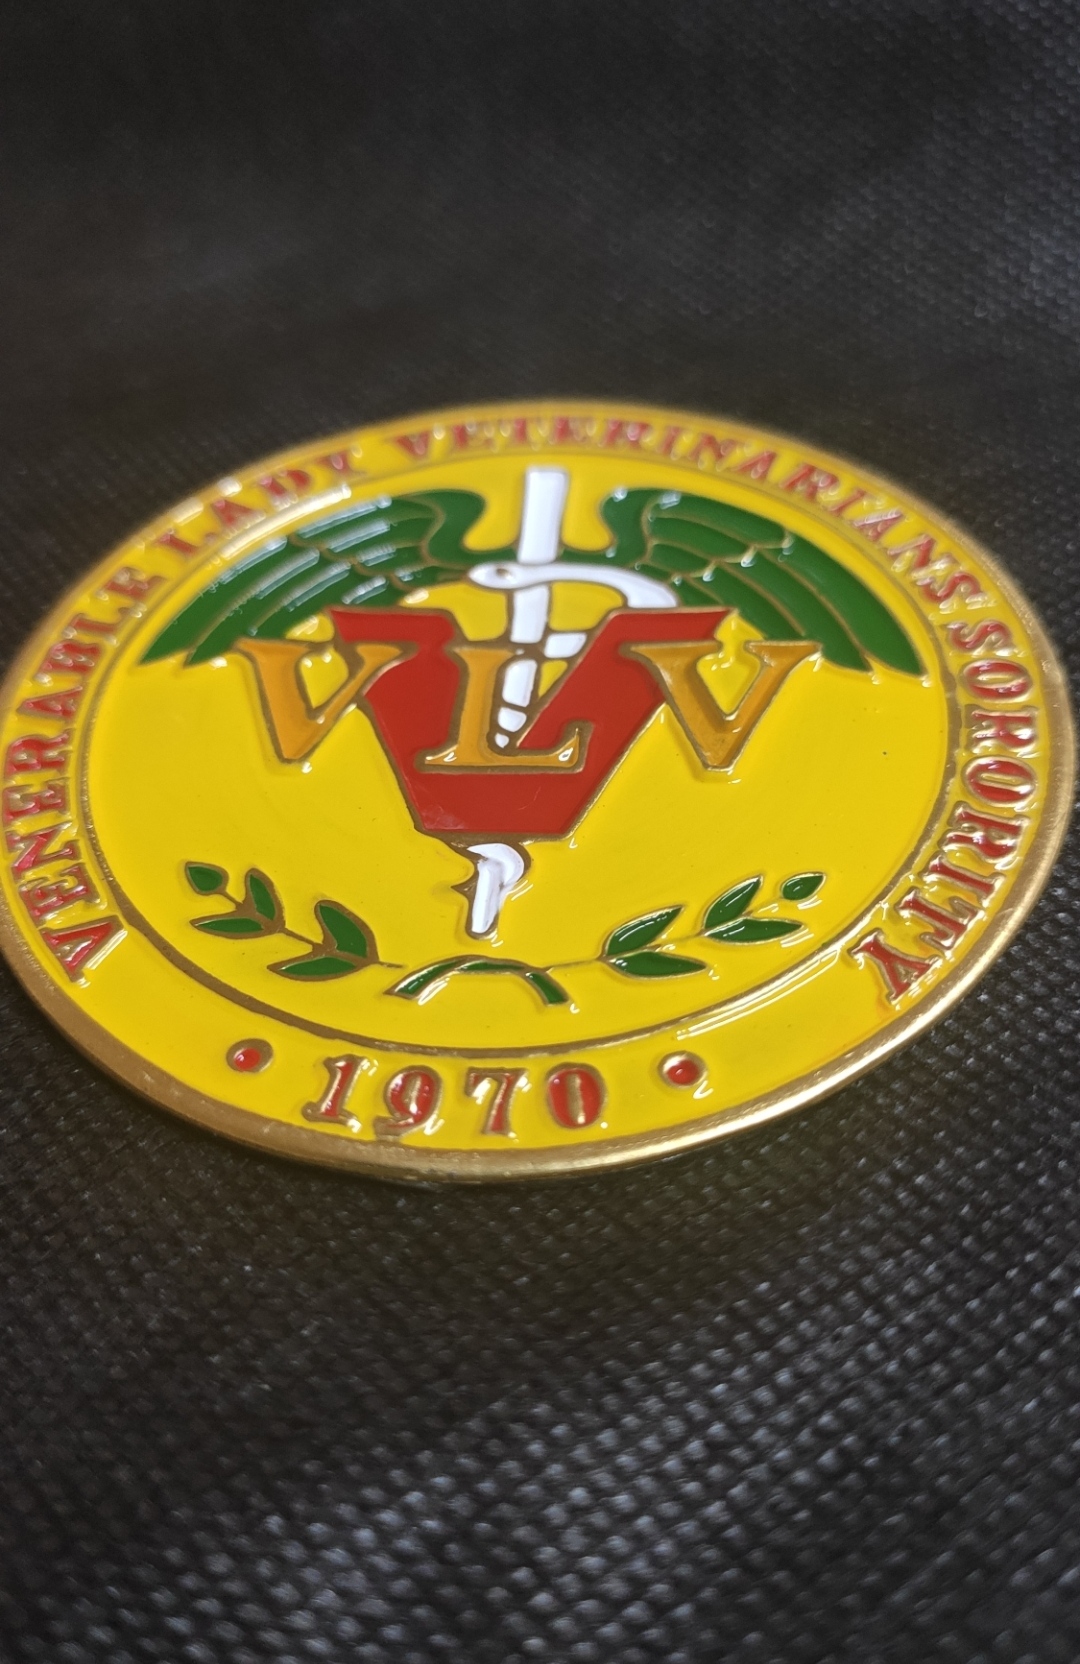 VENERABLE LADY VETERINARIANS SORORITY
VLV
• 1970 •